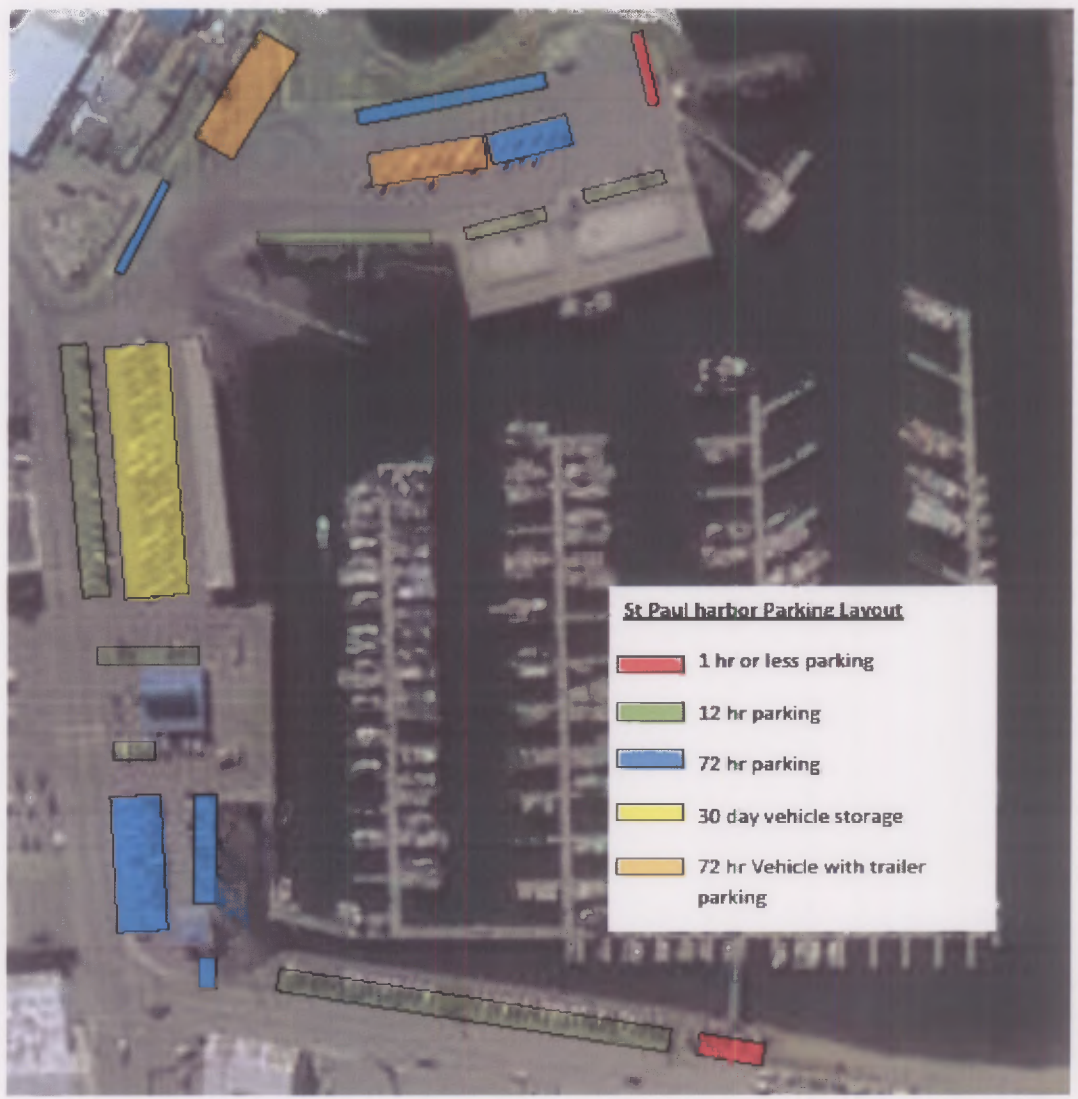 St Paul harbor Parking Layout
1 hr or less parking
12 hr parking
72 hr parking
30 day vehicle storage
72 hr Vehicle with trailer
parking